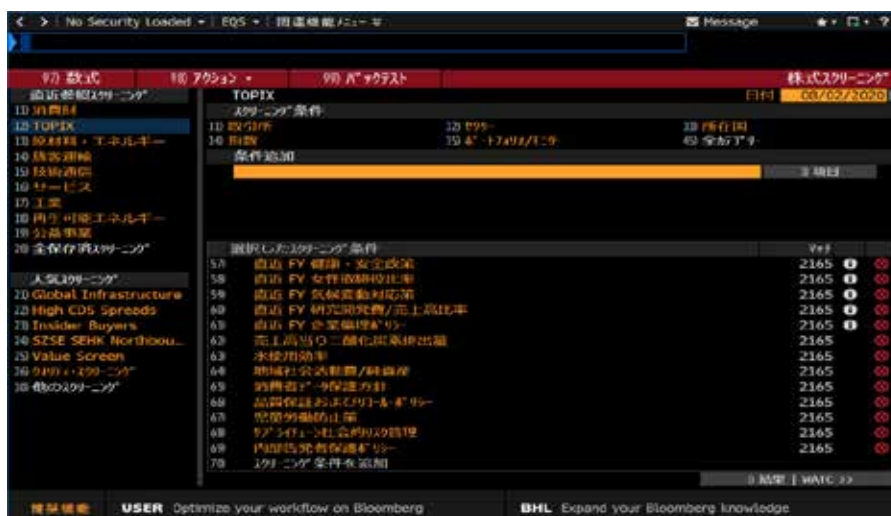 < > No Security Loaded EQS 関連機能メニュー Message ?
97) 数式 98) アクション 99) バックテスト 株式スクリーニング
直近参照スクリーニング TOPIX 日付 08/02/2020
11) 消費財 スクリーニング条件
12) TOPIX 11) 取引所 12) セクター 13) 所在国
13) 原材料・エネルギー 14) 指数 15) ポートフォリオ/モニター 45) 全カテゴリ
14) 旅客運輸 条件追加
15) 技術通信
16) サービス
17) 工業
18) 再生可能エネルギー
19) 公益事業
20) 全保存済スクリーニング 選択したスクリーニング条件 マッチ
57) 直近 FY 健康・安全政策 2165
人気スクリーニング 58) 直近 FY 女性取締役比率 2165
21) Global Infrastructure 59) 直近 FY 気候変動対応策 2165
22) High CDS Spreads 60) 直近 FY 研究開発費/売上高比率 2165
23) Insider Buyers 61) 直近 FY 企業倫理ポリシー 2165
24) SZSE SEHK Northbou... 62) 売上高当り二酸化炭素排出量 2165
25) Value Screen 63) 水使用効率 2165
64) 地域社会活動費/純資産 2165
38) 他のスクリーニング 65) 消費者データ保護方針 2165
66) 品質保証およびリコール・ポリシー 2165
67) 児童労働防止策 2165
68) サプライチェーン社会的リスク管理 2165
69) 内部告発者保護ポリシー 2165
70) スクリーニング条件を追加
1) 結果 | WATC >>
推奨機能 USER Optimize your workflow on Bloomberg BHL Expand your Bloomberg knowledge